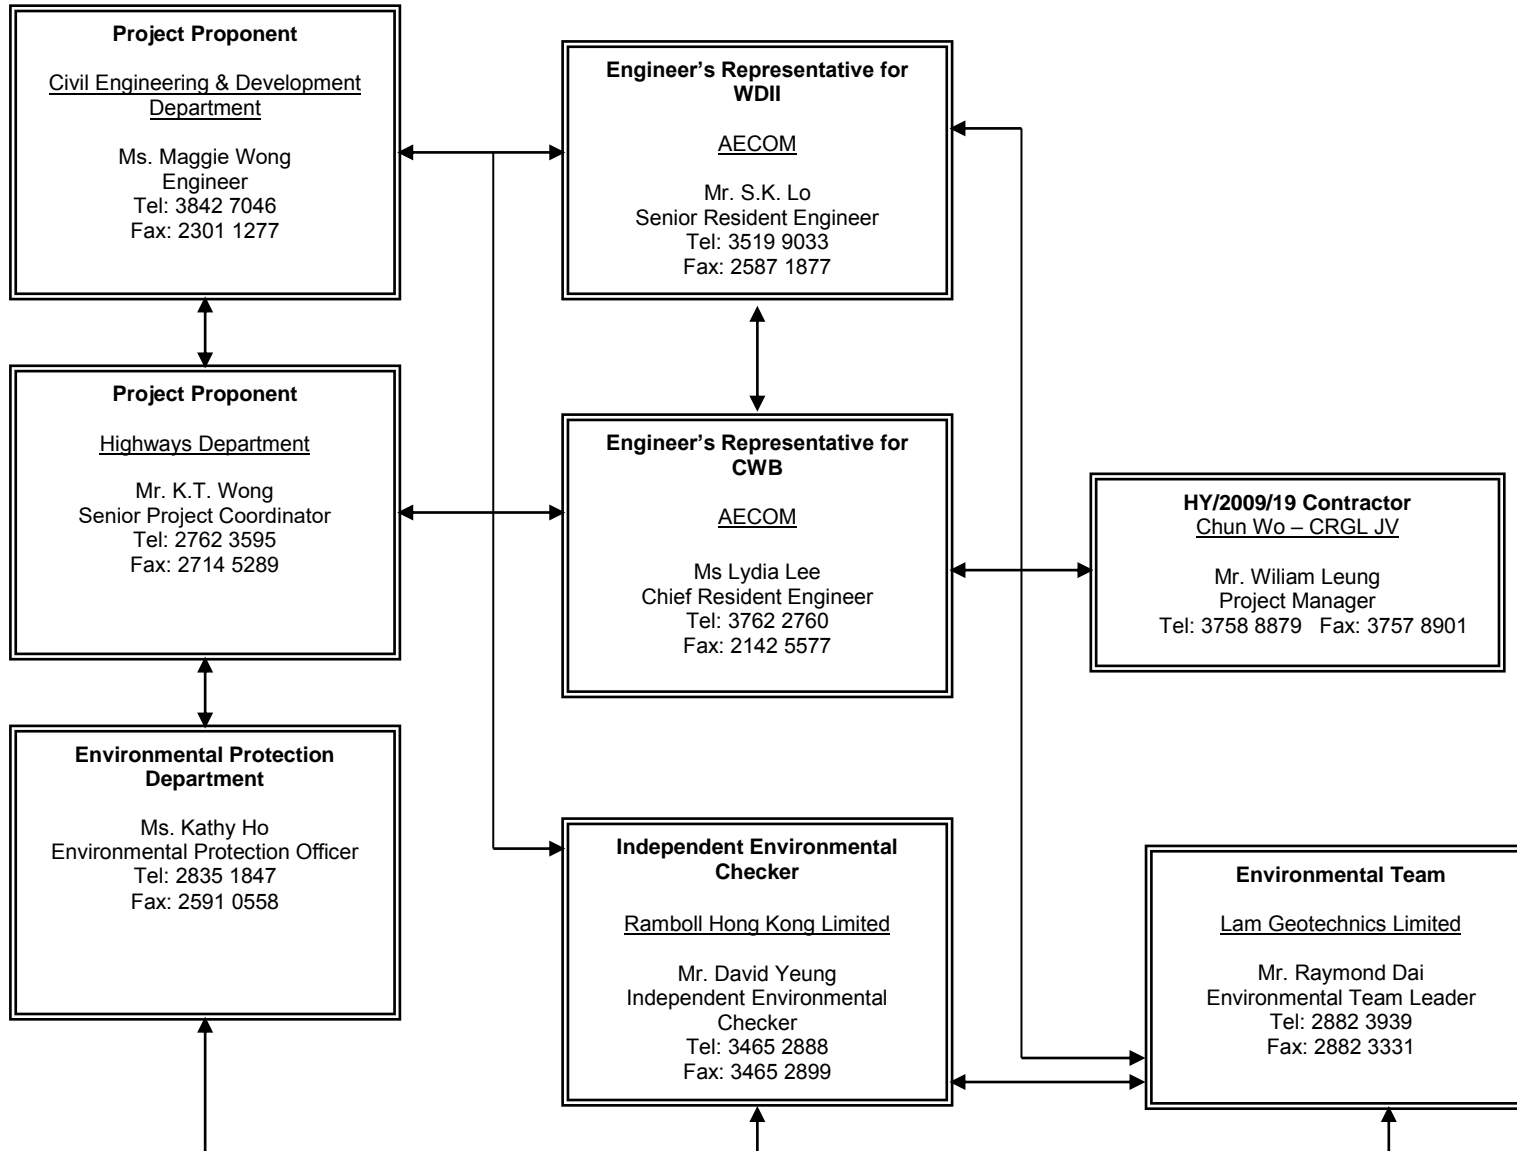 Project Proponent
Civil Engineering & Development
Department
Ms. Maggie Wong
Engineer
Tel: 3842 7046
Fax: 2301 1277
Engineer’s Representative for
WDII
AECOM
Mr. S.K. Lo
Senior Resident Engineer
Tel: 3519 9033
Fax: 2587 1877
Project Proponent
Highways Department
Mr. K.T. Wong
Senior Project Coordinator
Tel: 2762 3595
Fax: 2714 5289
Engineer’s Representative for
CWB
AECOM
Ms Lydia Lee
Chief Resident Engineer
Tel: 3762 2760
Fax: 2142 5577
HY/2009/19 Contractor
Chun Wo – CRGL JV
Mr. Wiliam Leung
Project Manager
Tel: 3758 8879 Fax: 3757 8901
Environmental Protection
Department
Ms. Kathy Ho
Environmental Protection Officer
Tel: 2835 1847
Fax: 2591 0558
Independent Environmental
Checker
Ramboll Hong Kong Limited
Mr. David Yeung
Independent Environmental
Checker
Tel: 3465 2888
Fax: 3465 2899
Environmental Team
Lam Geotechnics Limited
Mr. Raymond Dai
Environmental Team Leader
Tel: 2882 3939
Fax: 2882 3331